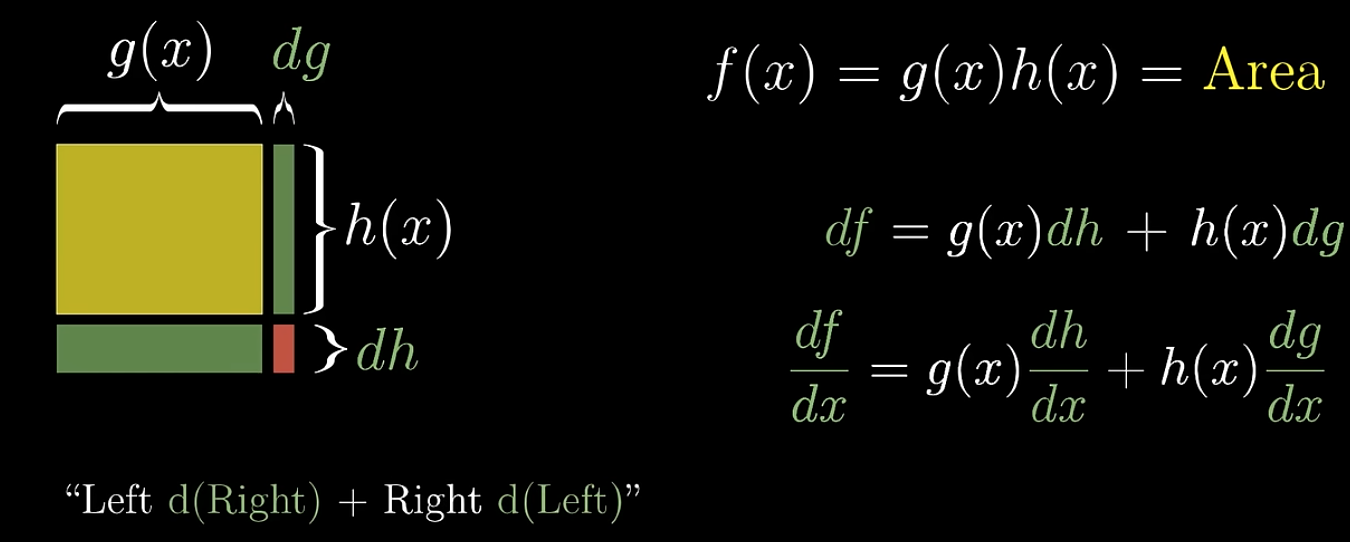 g(x) dg
h(x)
dh
"Left d(Right) + Right d(Left)"
f(x) = g(x)h(x) = Area
df = g(x)dh + h(x)dg
df/dx = g(x) dh/dx + h(x) dg/dx